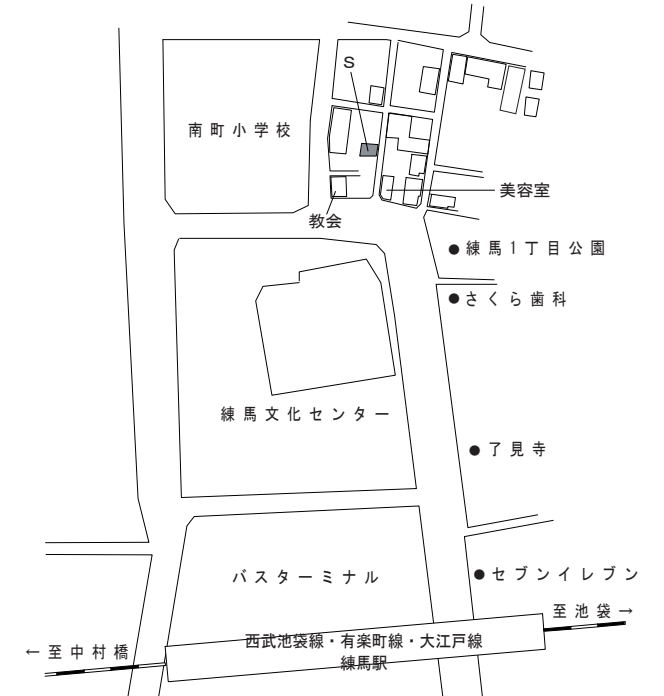 S
南町小学校
美容室
教会
練馬1丁目公園
さくら歯科
練馬文化センター
了見寺
バスターミナル
セブンイレブン
至池袋→
西武池袋線・有楽町線・大江戸線
練馬駅
←至中村橋